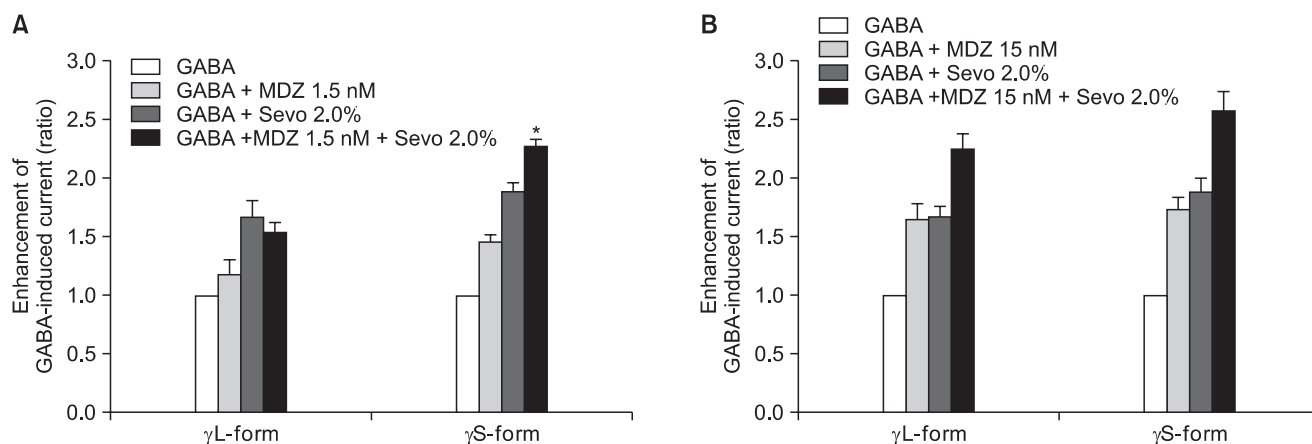 A
Enhancement of
GABA-induced current (ratio)
3.0
2.5
2.0
1.5
1.0
0.5
0.0
GABA
GABA + MDZ 1.5 nM
GABA + Sevo 2.0%
GABA +MDZ 1.5 nM + Sevo 2.0%
*
γL-form
γS-form
B
Enhancement of
GABA-induced current (ratio)
3.0
2.5
2.0
1.5
1.0
0.5
0.0
GABA
GABA + MDZ 15 nM
GABA + Sevo 2.0%
GABA +MDZ 15 nM + Sevo 2.0%
γL-form
γS-form